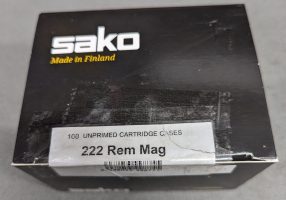 sako
Made in Finland
100 UNPRIMED CARTRIDGE CASES
222 Rem Mag